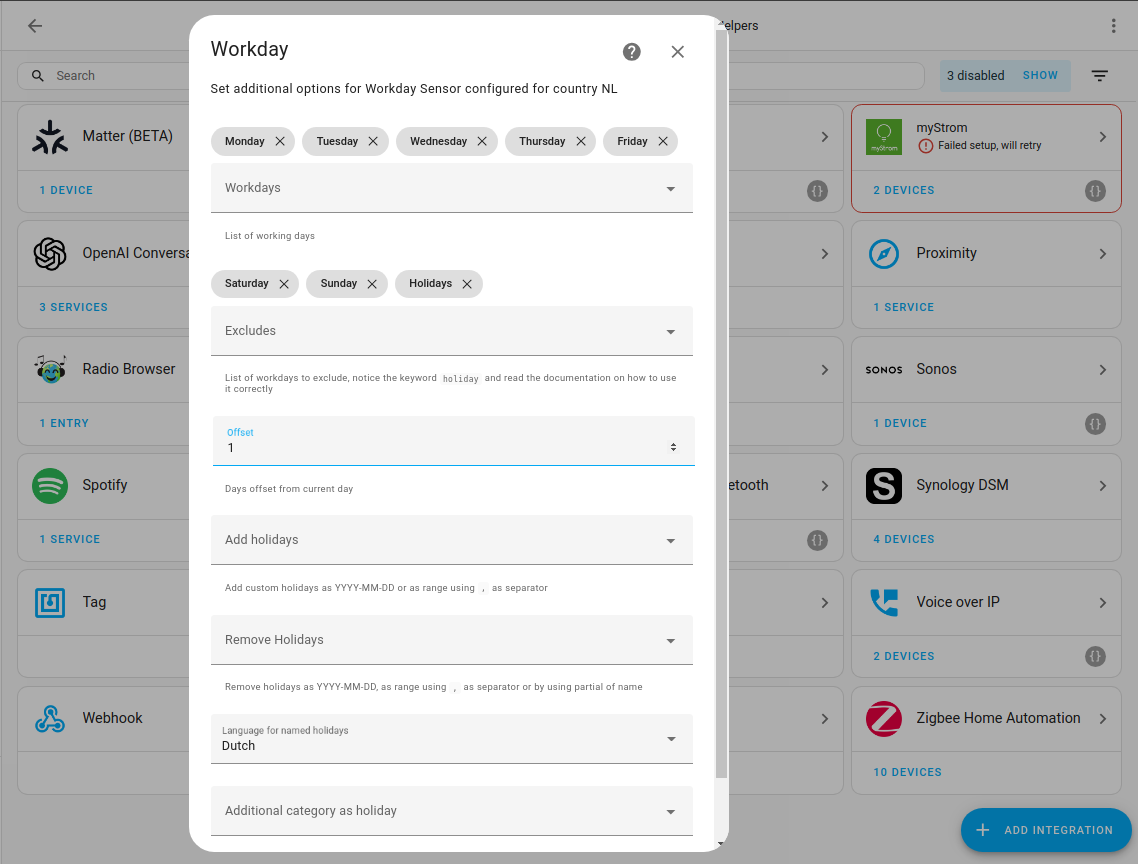 elpers
Search
3 disabled
SHOW
Workday
Set additional options for Workday Sensor configured for country NL
Monday
Tuesday
Wednesday
Thursday
Friday
Workdays
List of working days
Saturday
Sunday
Holidays
Excludes
List of workdays to exclude, notice the keyword holiday and read the documentation on how to use
it correctly
Offset
1
Days offset from current day
Add holidays
Add custom holidays as YYYY-MM-DD or as range using , as separator
Remove Holidays
Remove holidays as YYYY-MM-DD, as range using , as separator or by using partial of name
Language for named holidays
Dutch
Additional category as holiday
Matter (BETA)
1 DEVICE
{}
myStrom
myStrom
Failed setup, will retry
2 DEVICES
{}
OpenAI Conversa
3 SERVICES
Proximity
1 SERVICE
Radio Browser
1 ENTRY
SONOS
Sonos
1 DEVICE
{}
Spotify
1 SERVICE
etooth
{}
S
Synology DSM
4 DEVICES
Tag
Voice over IP
2 DEVICES
{}
Webhook
Zigbee Home Automation
10 DEVICES
ADD INTEGRATION